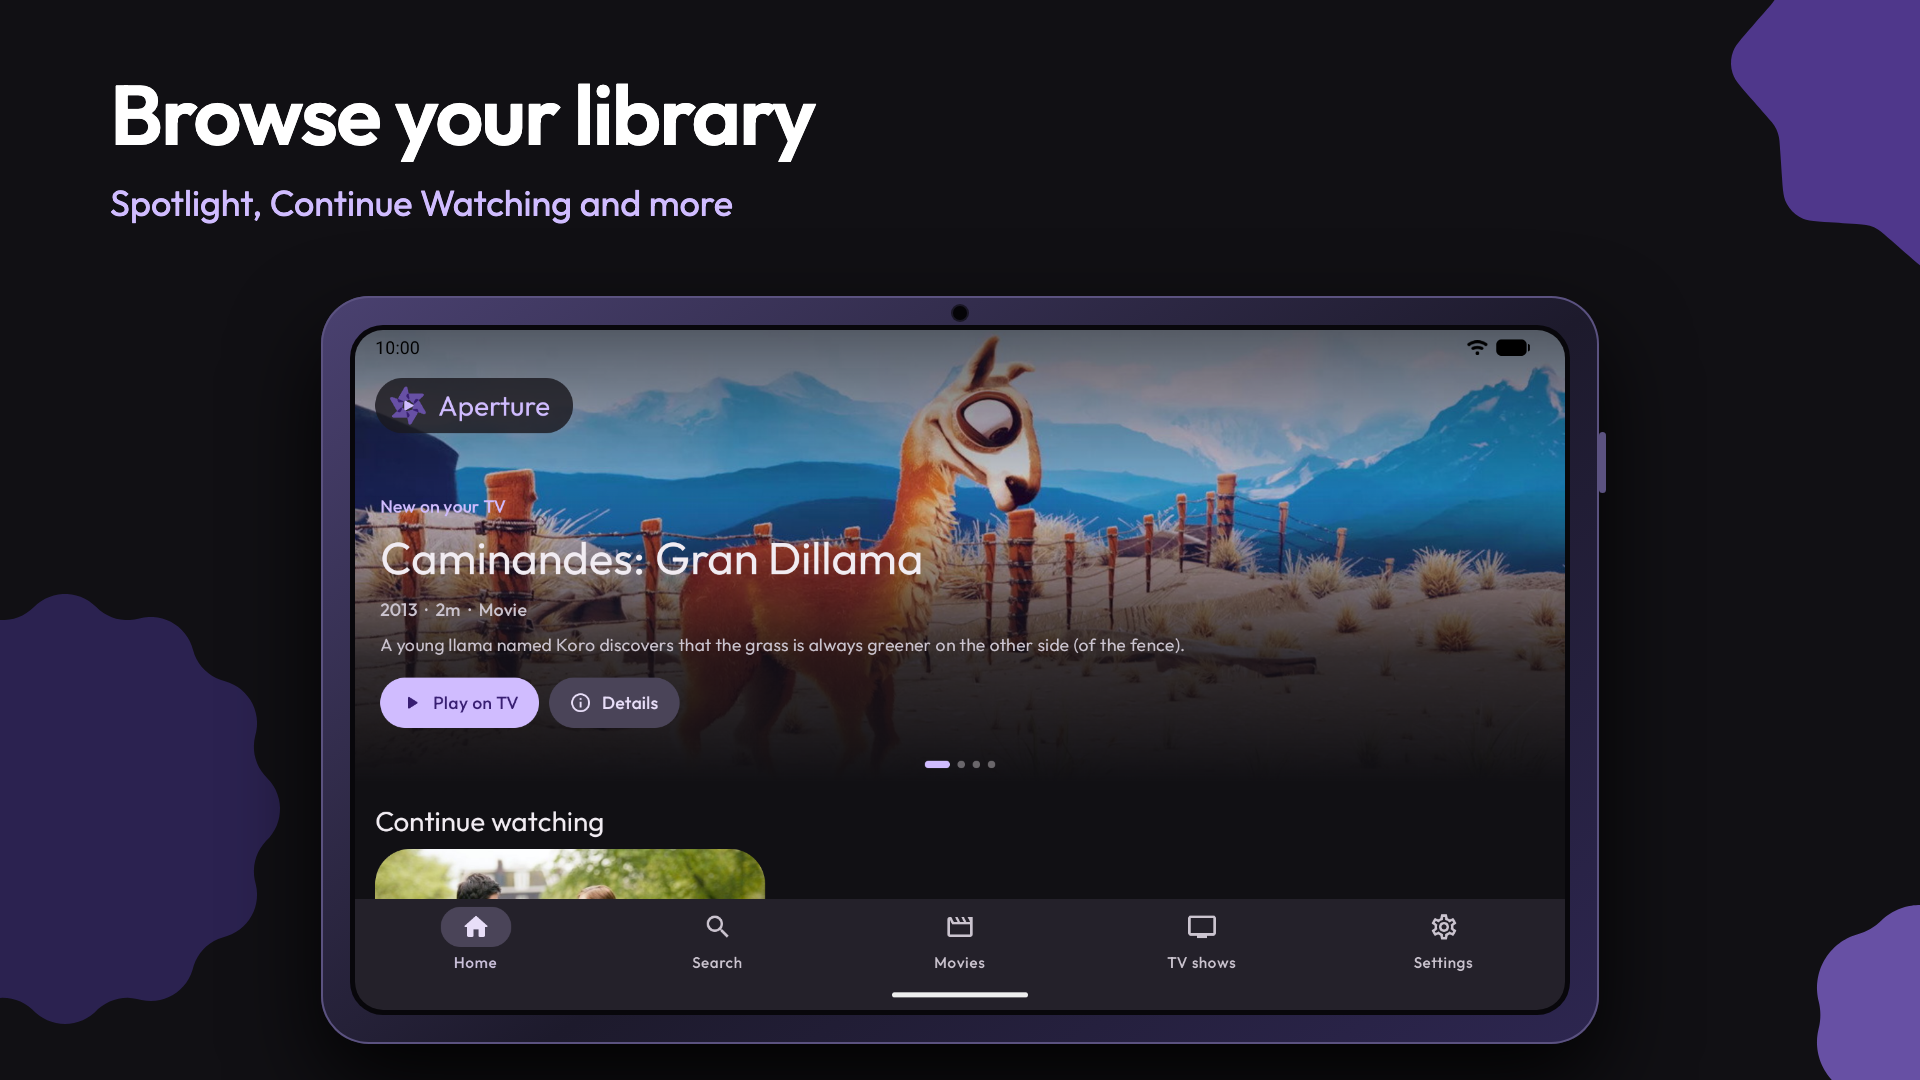 Browse your library
Spotlight, Continue Watching and more
10:00
Aperture
New on your TV
Caminandes: Gran Dillama
2013 · 2m · Movie
A young llama named Koro discovers that the grass is always greener on the other side (of the fence).
Play on TV
Details
Continue watching
Home
Search
Movies
TV shows
Settings